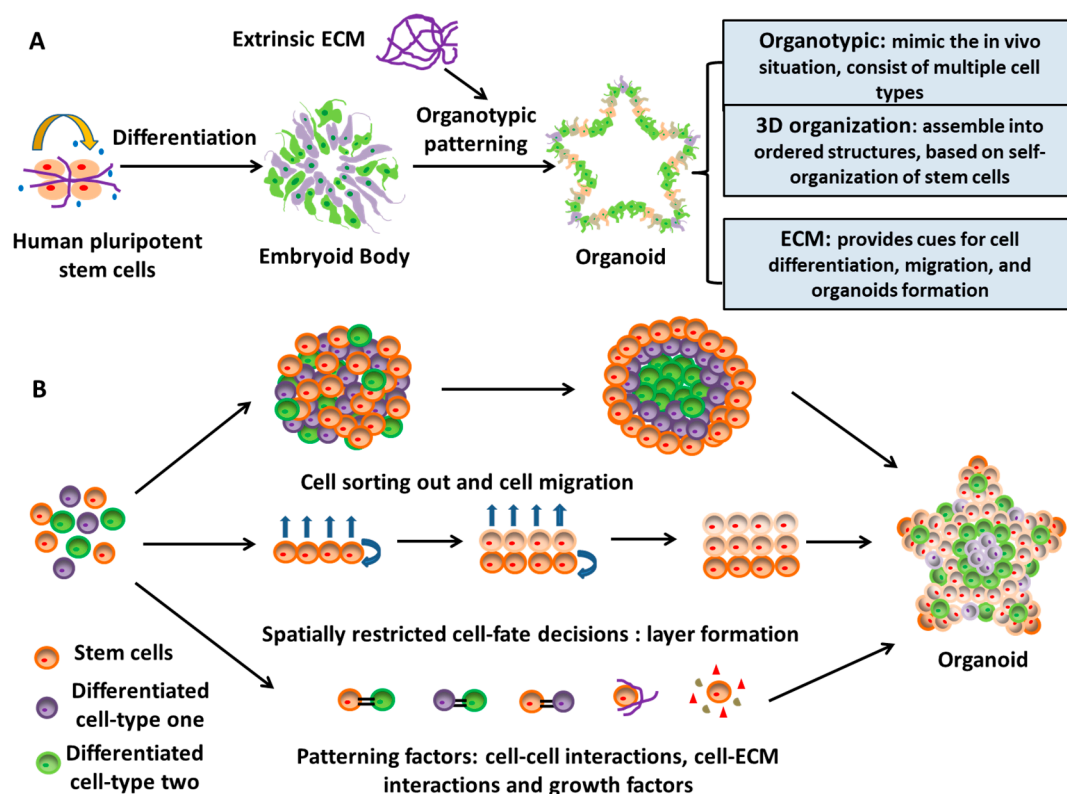 A
Extrinsic ECM
Differentiation
Organotypic
patterning
Human pluripotent
stem cells
Embryoid Body
Organoid
Organotypic: mimic the in vivo
situation, consist of multiple cell
types
3D organization: assemble into
ordered structures, based on self-
organization of stem cells
ECM: provides cues for cell
differentiation, migration, and
organoids formation
B
Cell sorting out and cell migration
Spatially restricted cell-fate decisions : layer formation
Organoid
Stem cells
Differentiated
cell-type one
Differentiated
cell-type two
Patterning factors: cell-cell interactions, cell-ECM
interactions and growth factors